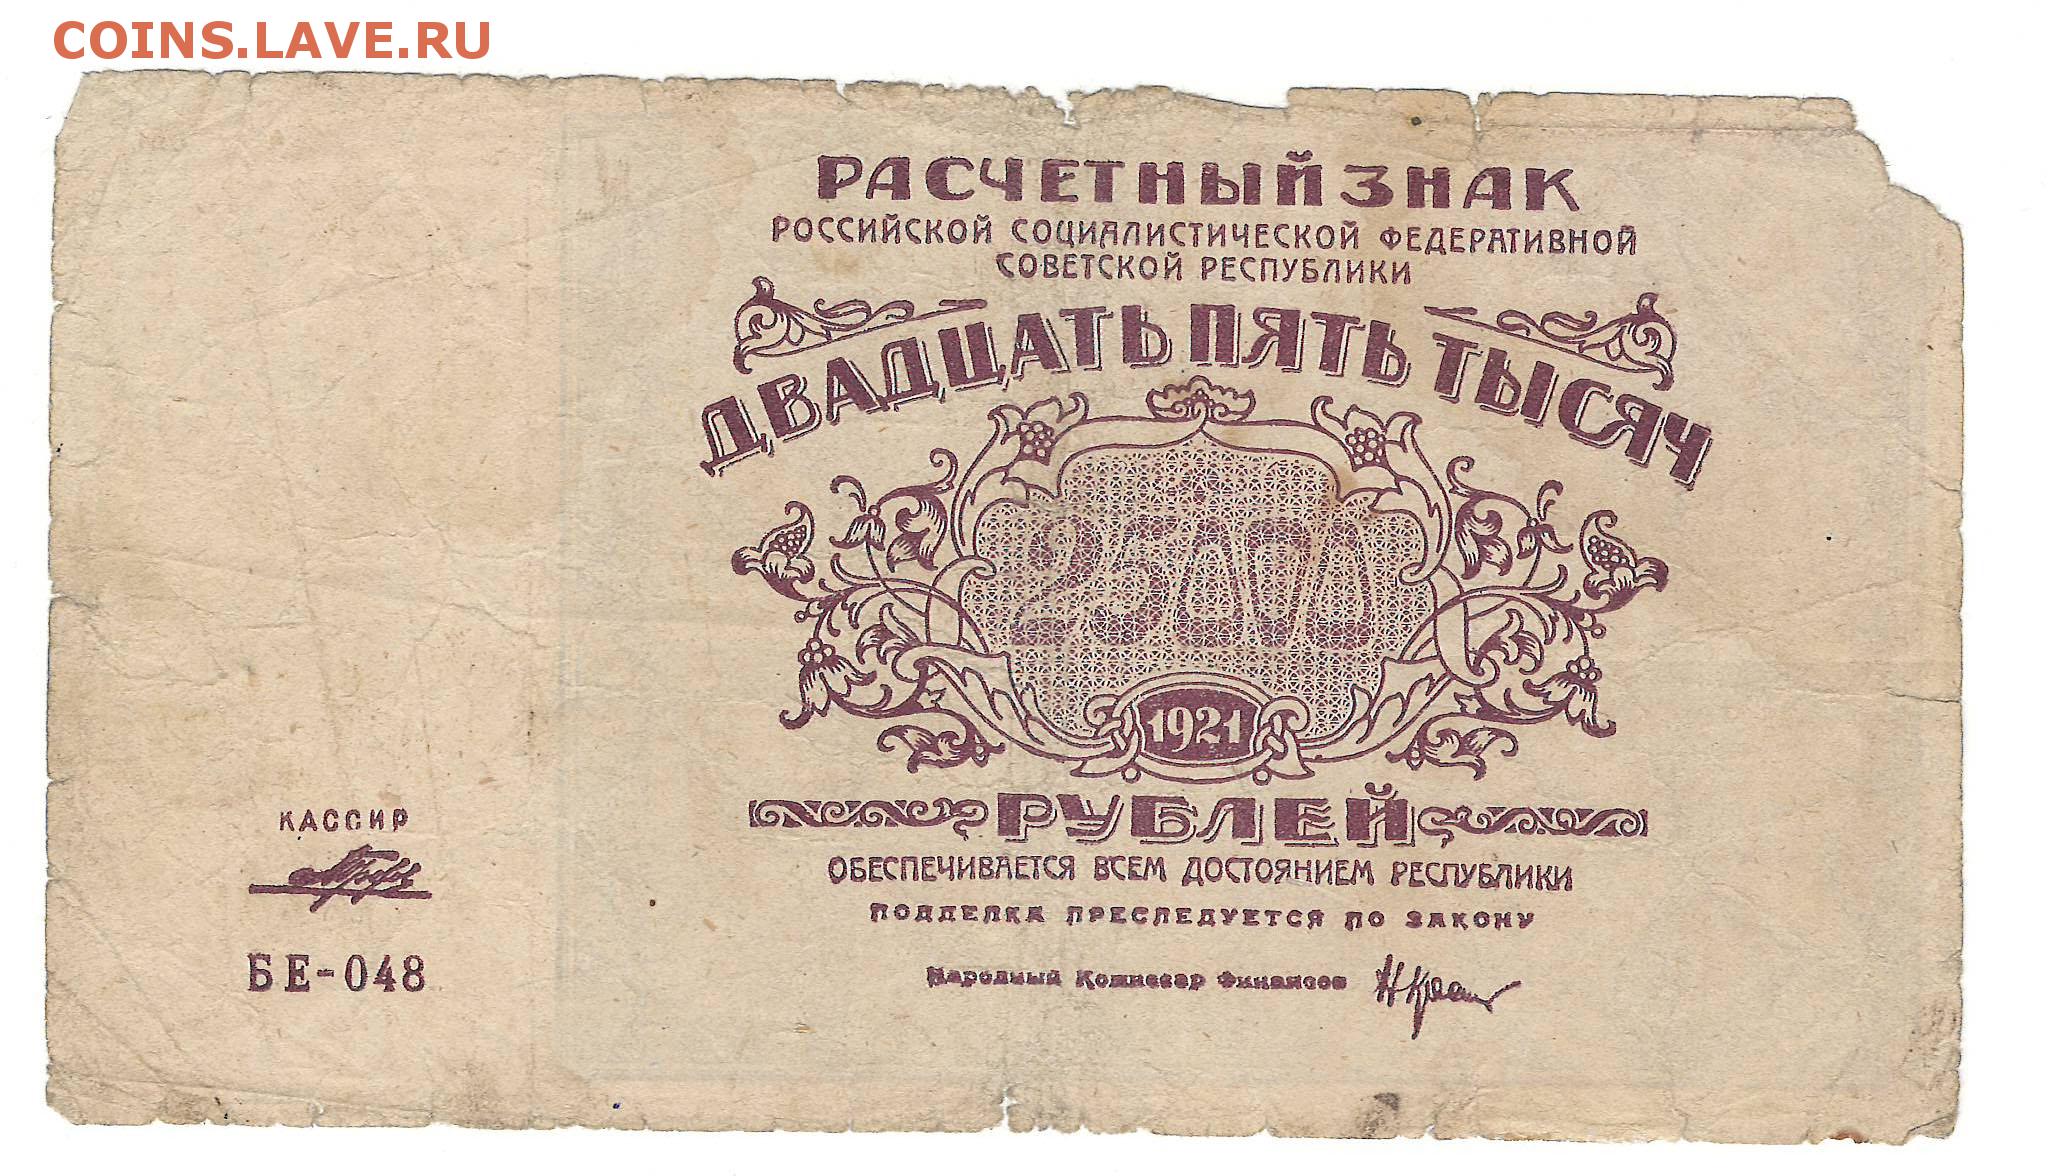 COINS.LAVE.RU
РАСЧЕТНЫЙ ЗНАК
РОССИЙСКОЙ СОЦИАЛИСТИЧЕСКОЙ ФЕДЕРАТИВНОЙ
СОВЕТСКОЙ РЕСПУБЛИКИ
ДВАДЦАТЬ ПЯТЬ ТЫСЯЧ
25000
1921
РУБЛЕЙ
ОБЕСПЕЧИВАЕТСЯ ВСЕМ ДОСТОЯНИЕМ РЕСПУБЛИКИ
ПОДДЕЛКА ПРЕСЛЕДУЕТСЯ ПО ЗАКОНУ
Народный Комиссар Финансов
КАССИР
БЕ-048